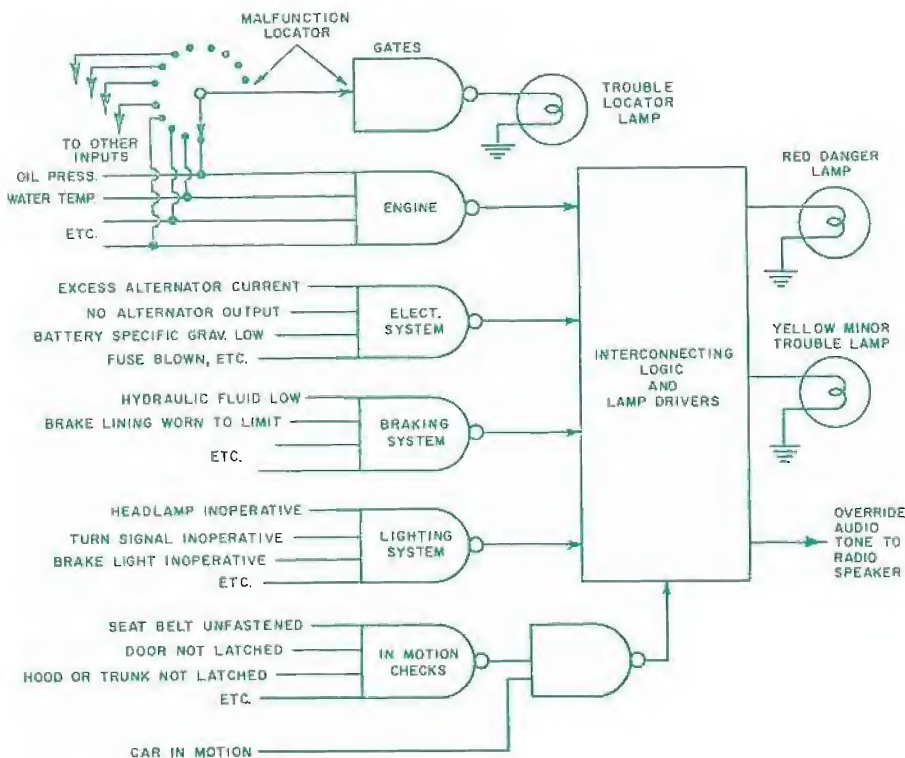 MALFUNCTION
LOCATOR
GATES
TROUBLE
LOCATOR
LAMP
TO OTHER
INPUTS
OIL PRESS.
WATER TEMP.
ETC.
ENGINE
RED DANGER
LAMP
EXCESS ALTERNATOR CURRENT
NO ALTERNATOR OUTPUT
BATTERY SPECIFIC GRAV. LOW
FUSE BLOWN, ETC.
ELECT.
SYSTEM
INTERCONNECTING
LOGIC
AND
LAMP DRIVERS
YELLOW MINOR
TROUBLE LAMP
HYDRAULIC FLUID LOW
BRAKE LINING WORN TO LIMIT
ETC.
BRAKING
SYSTEM
HEADLAMP INOPERATIVE
TURN SIGNAL INOPERATIVE
BRAKE LIGHT INOPERATIVE
ETC.
LIGHTING
SYSTEM
OVERRIDE
AUDIO
TONE TO
RADIO
SPEAKER
SEAT BELT UNFASTENED
DOOR NOT LATCHED
HOOD OR TRUNK NOT LATCHED
ETC.
IN MOTION
CHECKS
CAR IN MOTION